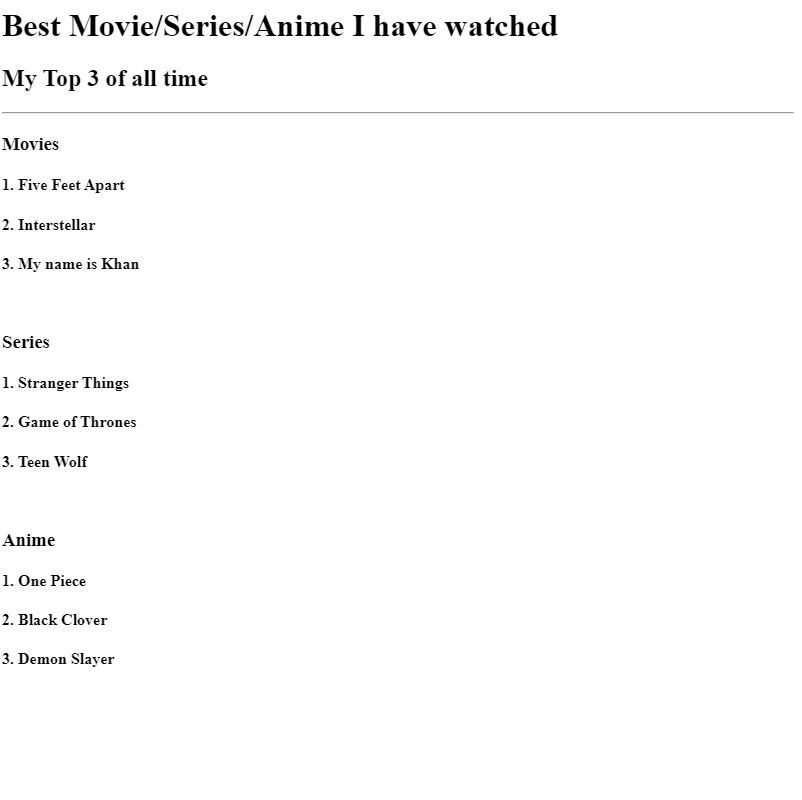 Best Movie/Series/Anime I have watched
My Top 3 of all time
Movies
1. Five Feet Apart
2. Interstellar
3. My name is Khan
Series
1. Stranger Things
2. Game of Thrones
3. Teen Wolf
Anime
1. One Piece
2. Black Clover
3. Demon Slayer